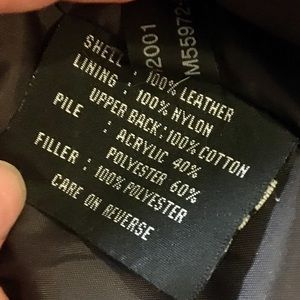 2001
M55972
SHELL : 100% LEATHER
LINING : 100% NYLON
UPPER BACK:100% COTTON
PILE : ACRYLIC 40%
POLYESTER 60%
FILLER : 100% POLYESTER
CARE ON REVERSE